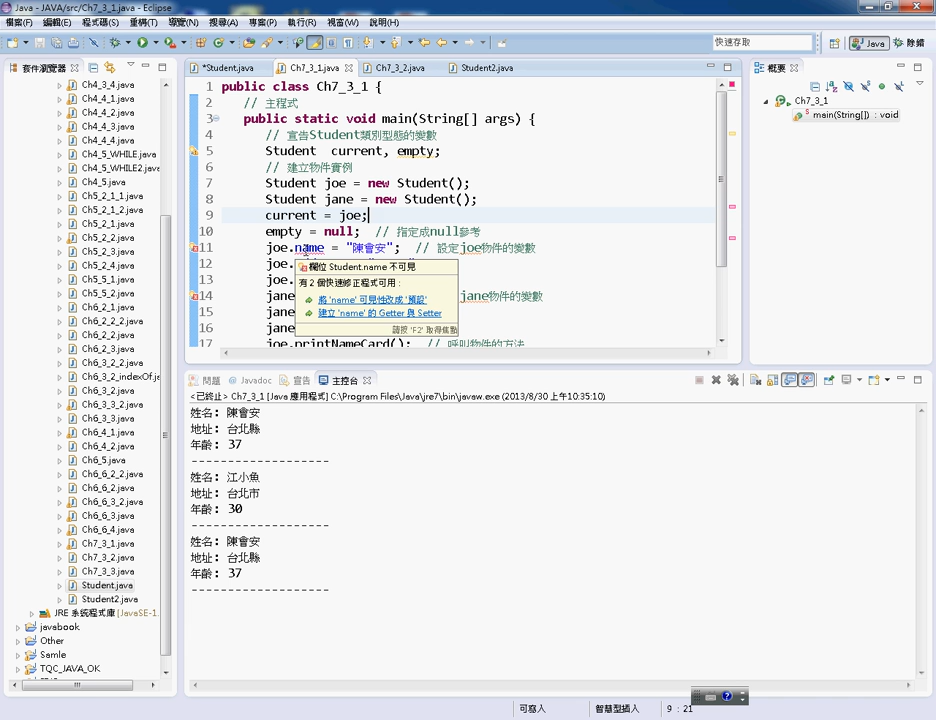 Java - JAVA/src/Ch7_3_1.java - Eclipse
檔案(F) 編輯(E) 程式碼(S) 重構(T) 導覽(N) 搜尋(A) 專案(P) 執行(R) 視窗(W) 說明(H)
快速存取
Java
除錯
套件瀏覽器
Ch4_3_4.java
Ch4_4_1.java
Ch4_4_2.java
Ch4_4_3.java
Ch4_4_4.java
Ch4_5_WHILE.java
Ch4_5_WHILE2.java
Ch4_5.java
Ch5_2_1_1.java
Ch5_2_1_2.java
Ch5_2_2.java
Ch5_2_3.java
Ch5_5_1.java
Ch5_5_2.java
Ch6_2_1.java
Ch6_2_2_2.java
Ch6_2_2.java
Ch6_2_3.java
Ch6_3_2_2.java
Ch6_3_2_indexOf.ja
Ch6_3_2.java
Ch6_3_3_2.java
Ch6_3_3.java
Ch6_4_1.java
Ch6_4_2.java
Ch6_5.java
Ch6_6_2_2.java
Ch6_6_2.java
Ch6_6_3_2.java
Ch6_6_3.java
Ch6_6_4.java
Ch7_3_1.java
Ch7_3_2.java
Ch7_3_3.java
Student.java
Student2.java
JRE 系統程式庫 [JavaSE-1.
javabook
Other
Samle
TQC_JAVA_OK
*Student.java
Ch7_3_1.java
Ch7_3_2.java
Student2.java
1 public class Ch7_3_1 {
2 // 主程式
3 public static void main(String[] args) {
4 // 宣告Student類別型態的變數
5 Student current, empty;
6 // 建立物件實例
7 Student joe = new Student();
8 Student jane = new Student();
9 current = joe;
10 empty = null; // 指定成null參考
11 joe.name = "陳會安"; // 設定joe物件的變數
12 joe.
13 joe.
14 jane jane物件的變數
15 jane
16 jane
17 joe.printNameCard(); // 呼叫物件的方法
欄位 Student.name 不可見
有 2 個快速修正程式可用：
將 'name' 可見性改成 '預設'
建立 'name' 的 Getter 與 Setter
請按 'F2' 取得焦點
概要
Ch7_3_1
main(String[]) : void
問題
Javadoc
宣告
主控台
<已終止> Ch7_3_1 [Java 應用程式] C:\Program Files\Java\jre7\bin\javaw.exe (2013/8/30 上午10:35:10)
姓名: 陳會安
地址: 台北縣
年齡: 37
-------------------
姓名: 江小魚
地址: 台北市
年齡: 30
-------------------
姓名: 陳會安
地址: 台北縣
年齡: 37
-------------------
可寫入
智慧型插入
9 : 21